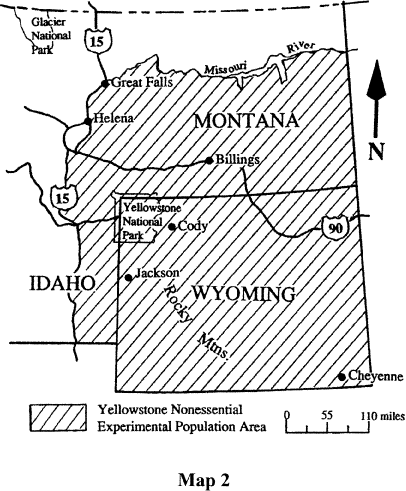 Glacier
National
Park
15
Missouri River
Great Falls
Helena
MONTANA
Billings
N
15
Yellowstone
National
Park
Cody
90
IDAHO
Jackson
WYOMING
Rocky
Mtns.
Cheyenne
Yellowstone Nonessential
Experimental Population Area
0 55 110 miles
Map 2